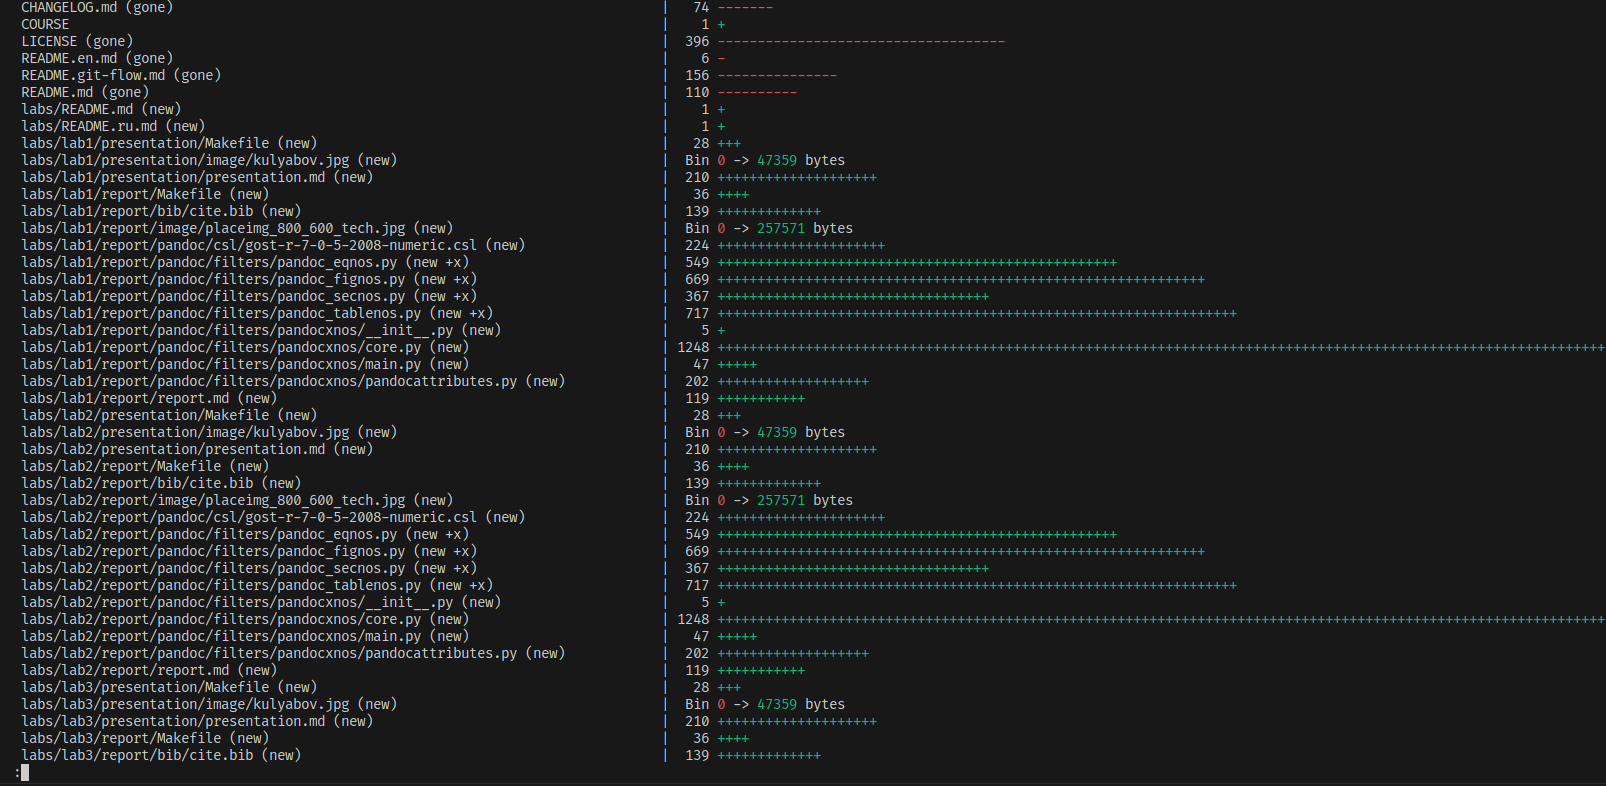 CHANGELOG.md (gone) | 74 -------
COURSE | 1 +
LICENSE (gone) | 396 ------------------------------------
README.en.md (gone) | 6 -
README.git-flow.md (gone) | 156 ---------------
README.md (gone) | 110 ----------
labs/README.md (new) | 1 +
labs/README.ru.md (new) | 1 +
labs/lab1/presentation/Makefile (new) | 28 +++
labs/lab1/presentation/image/kulyabov.jpg (new) | Bin 0 -> 47359 bytes
labs/lab1/presentation/presentation.md (new) | 210 ++++++++++++++++++++
labs/lab1/report/Makefile (new) | 36 ++++
labs/lab1/report/bib/cite.bib (new) | 139 +++++++++++++
labs/lab1/report/image/placeimg_800_600_tech.jpg (new) | Bin 0 -> 257571 bytes
labs/lab1/report/pandoc/csl/gost-r-7-0-5-2008-numeric.csl (new) | 224 +++++++++++++++++++++
labs/lab1/report/pandoc/filters/pandoc_eqnos.py (new +x) | 549 ++++++++++++++++++++++++++++++++++++++++++++++++++
labs/lab1/report/pandoc/filters/pandoc_fignos.py (new +x) | 669 +++++++++++++++++++++++++++++++++++++++++++++++++++++++++++++
labs/lab1/report/pandoc/filters/pandoc_secnos.py (new +x) | 367 ++++++++++++++++++++++++++++++++++
labs/lab1/report/pandoc/filters/pandoc_tablenos.py (new +x) | 717 +++++++++++++++++++++++++++++++++++++++++++++++++++++++++++++++++
labs/lab1/report/pandoc/filters/pandocxnos/__init__.py (new) | 5 +
labs/lab1/report/pandoc/filters/pandocxnos/core.py (new) | 1248 +++++++++++++++++++++++++++++++++++++++++++++++++++++++++++++++++++++++++++++++++++++++++++++++++++++++++++++++
labs/lab1/report/pandoc/filters/pandocxnos/main.py (new) | 47 +++++
labs/lab1/report/pandoc/filters/pandocxnos/pandocattributes.py (new) | 202 +++++++++++++++++++
labs/lab1/report/report.md (new) | 119 +++++++++++
labs/lab2/presentation/Makefile (new) | 28 +++
labs/lab2/presentation/image/kulyabov.jpg (new) | Bin 0 -> 47359 bytes
labs/lab2/presentation/presentation.md (new) | 210 ++++++++++++++++++++
labs/lab2/report/Makefile (new) | 36 ++++
labs/lab2/report/bib/cite.bib (new) | 139 +++++++++++++
labs/lab2/report/image/placeimg_800_600_tech.jpg (new) | Bin 0 -> 257571 bytes
labs/lab2/report/pandoc/csl/gost-r-7-0-5-2008-numeric.csl (new) | 224 +++++++++++++++++++++
labs/lab2/report/pandoc/filters/pandoc_eqnos.py (new +x) | 549 ++++++++++++++++++++++++++++++++++++++++++++++++++
labs/lab2/report/pandoc/filters/pandoc_fignos.py (new +x) | 669 +++++++++++++++++++++++++++++++++++++++++++++++++++++++++++++
labs/lab2/report/pandoc/filters/pandoc_secnos.py (new +x) | 367 ++++++++++++++++++++++++++++++++++
labs/lab2/report/pandoc/filters/pandoc_tablenos.py (new +x) | 717 +++++++++++++++++++++++++++++++++++++++++++++++++++++++++++++++++
labs/lab2/report/pandoc/filters/pandocxnos/__init__.py (new) | 5 +
labs/lab2/report/pandoc/filters/pandocxnos/core.py (new) | 1248 +++++++++++++++++++++++++++++++++++++++++++++++++++++++++++++++++++++++++++++++++++++++++++++++++++++++++++++++
labs/lab2/report/pandoc/filters/pandocxnos/main.py (new) | 47 +++++
labs/lab2/report/pandoc/filters/pandocxnos/pandocattributes.py (new) | 202 +++++++++++++++++++
labs/lab2/report/report.md (new) | 119 +++++++++++
labs/lab3/presentation/Makefile (new) | 28 +++
labs/lab3/presentation/image/kulyabov.jpg (new) | Bin 0 -> 47359 bytes
labs/lab3/presentation/presentation.md (new) | 210 ++++++++++++++++++++
labs/lab3/report/Makefile (new) | 36 ++++
labs/lab3/report/bib/cite.bib (new) | 139 +++++++++++++
: